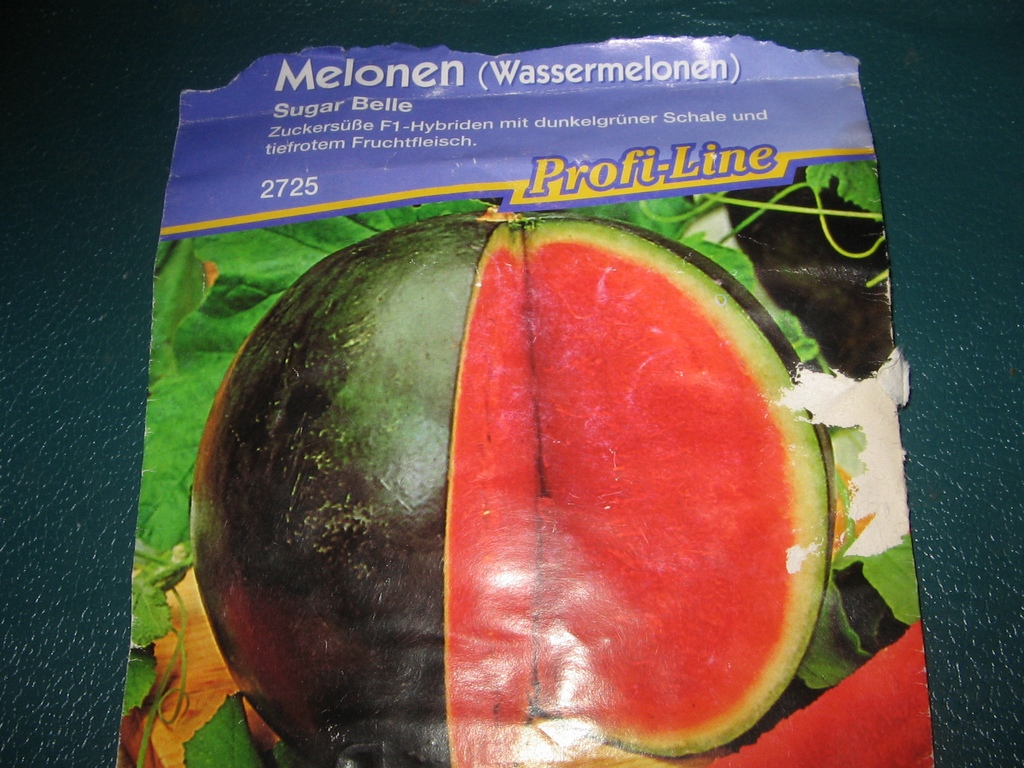 Melonen (Wassermelonen)
Sugar Belle
Zuckersüße F1-Hybriden mit dunkelgrüner Schale und
tiefrotem Fruchtfleisch.
Profi-Line
2725